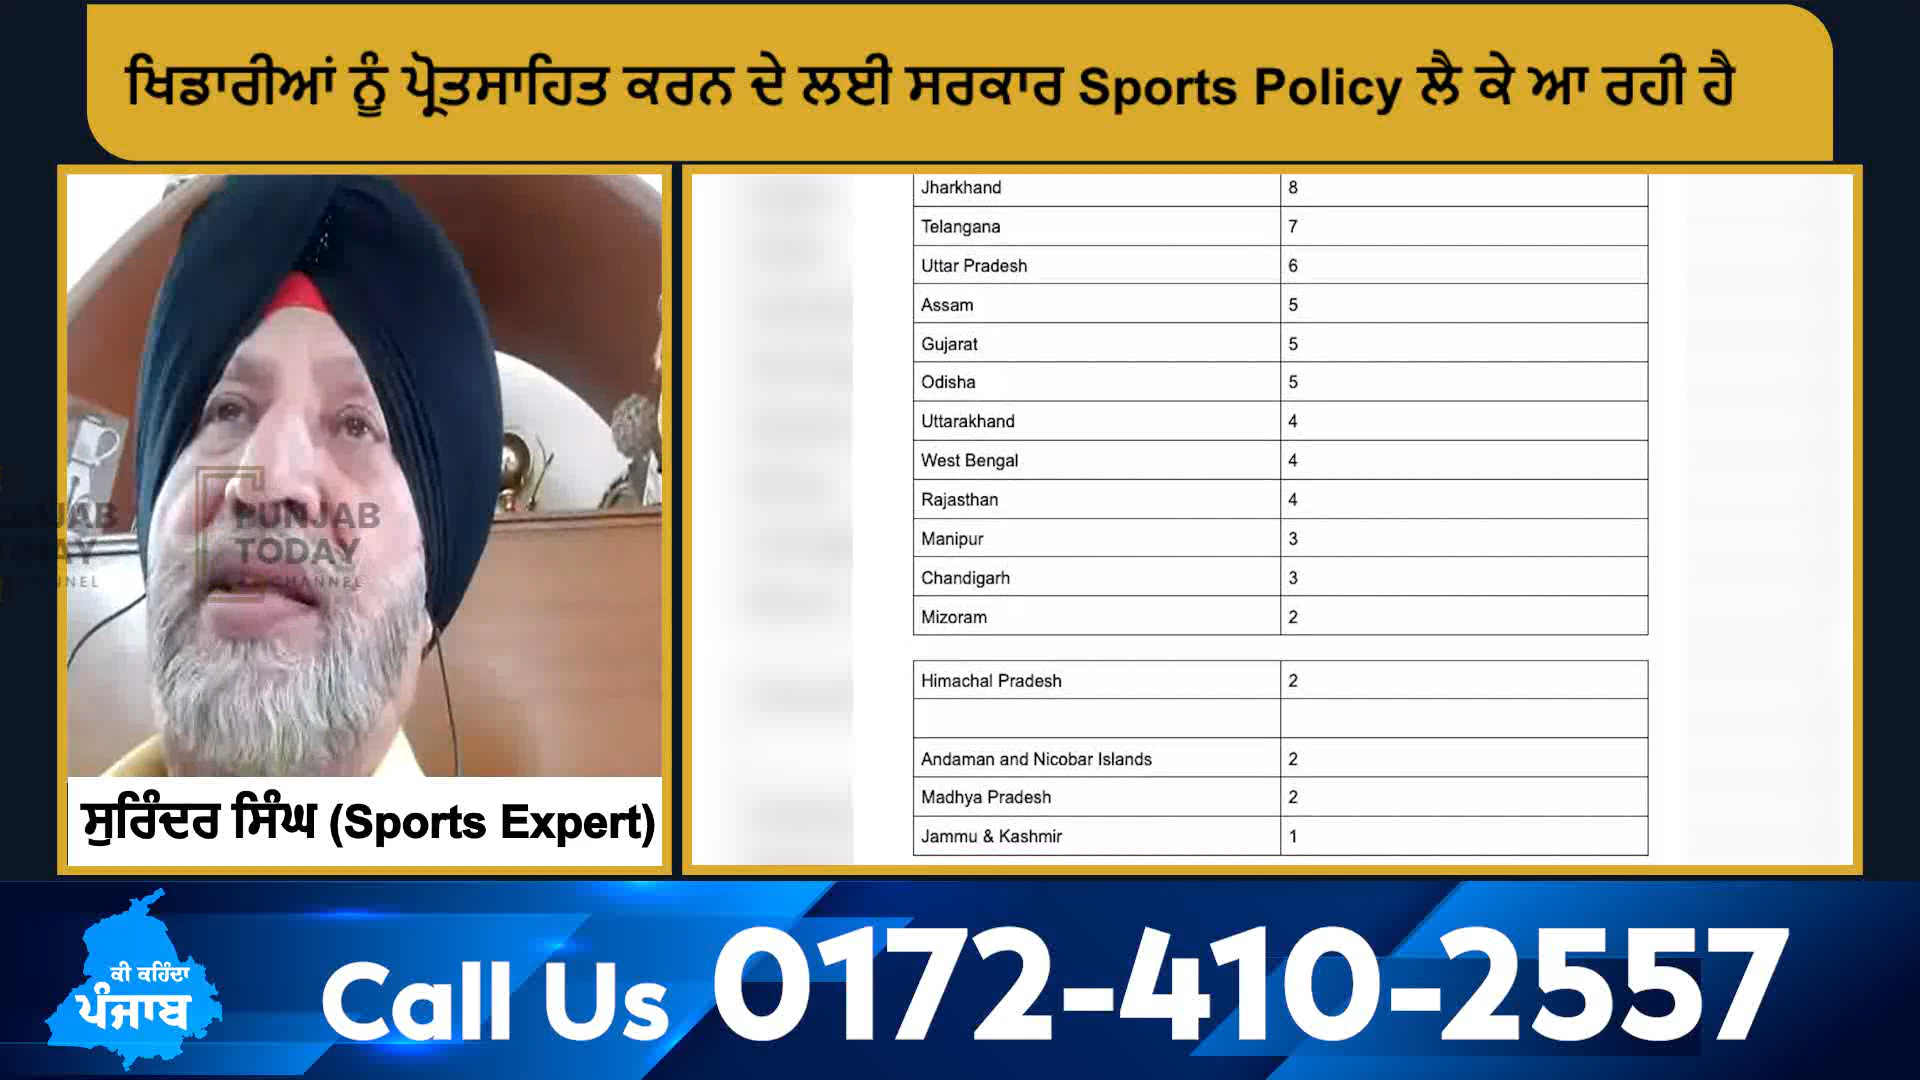 ਖਿਡਾਰੀਆਂ ਨੂੰ ਪ੍ਰੋਤਸਾਹਿਤ ਕਰਨ ਦੇ ਲਈ ਸਰਕਾਰ Sports Policy ਲੈ ਕੇ ਆ ਰਹੀ ਹੈ
PUNJAB
TODAY
CHANNEL
ਸੁਰਿੰਦਰ ਸਿੰਘ (Sports Expert)
Jharkhand 8
Telangana 7
Uttar Pradesh 6
Assam 5
Gujarat 5
Odisha 5
Uttarakhand 4
West Bengal 4
Rajasthan 4
Manipur 3
Chandigarh 3
Mizoram 2
Himachal Pradesh 2
Andaman and Nicobar Islands 2
Madhya Pradesh 2
Jammu & Kashmir 1
ਕੀ ਕਹਿੰਦਾ
ਪੰਜਾਬ
Call Us 0172-410-2557